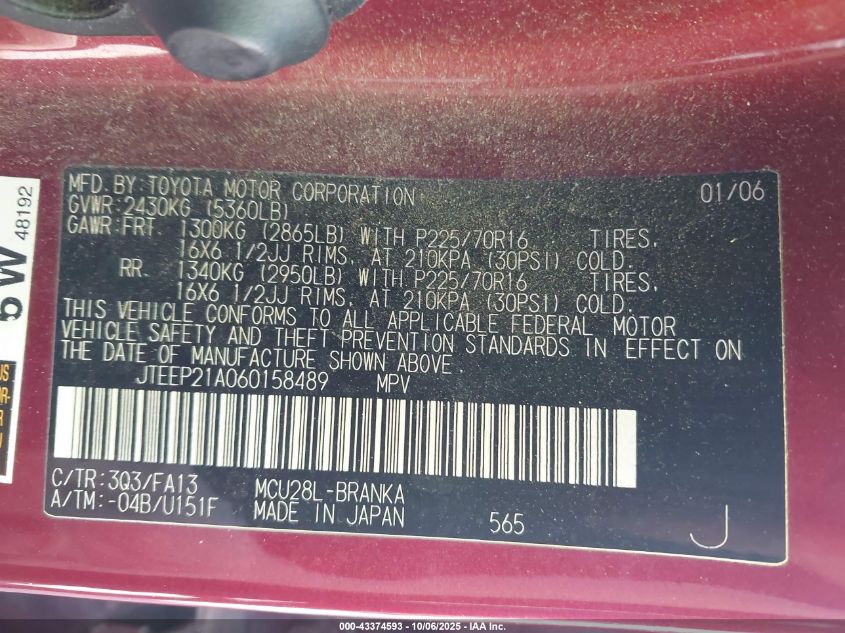 MFD. BY: TOYOTA MOTOR CORPORATION 01/06
GVWR: 2430KG (5360LB)
GAWR: FRT. 1300KG (2865LB) WITH P225/70R16 TIRES,
16X6 1/2JJ RIMS, AT 210KPA (30PSI) COLD.
RR. 1340KG (2950LB) WITH P225/70R16 TIRES,
16X6 1/2JJ RIMS, AT 210KPA (30PSI) COLD.
THIS VEHICLE CONFORMS TO ALL APPLICABLE FEDERAL MOTOR
VEHICLE SAFETY AND THEFT PREVENTION STANDARDS IN EFFECT ON
THE DATE OF MANUFACTURE SHOWN ABOVE.
JTEEP21A060158489 MPV
C/TR: 3Q3/FA13 MCU28L-BRANKA
A/TM: -04B/U151F MADE IN JAPAN 565 J
48192
000-43374593 - 10/06/2025 - IAA Inc.